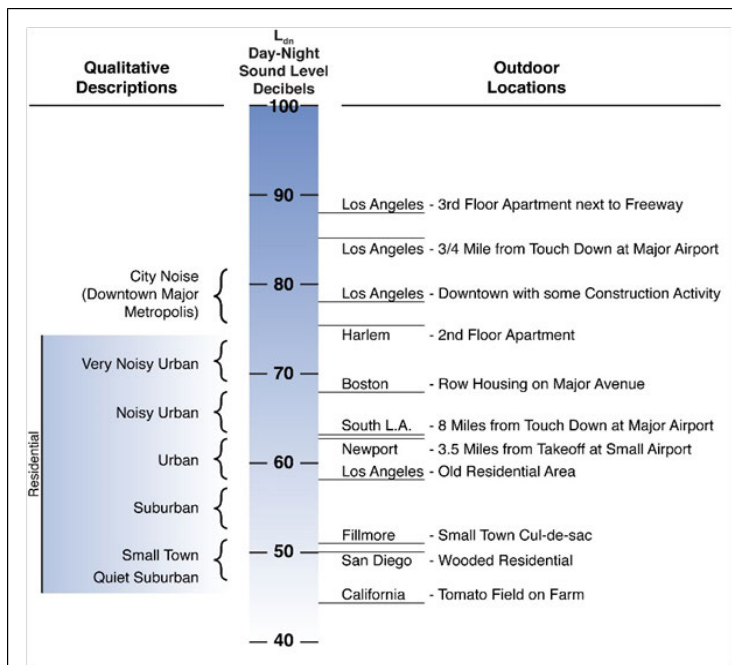 L_dn
Day-Night
Sound Level
Decibels
Qualitative
Descriptions
Outdoor
Locations
100
90
Los Angeles - 3rd Floor Apartment next to Freeway
Los Angeles - 3/4 Mile from Touch Down at Major Airport
City Noise
(Downtown Major
Metropolis)
80
Los Angeles - Downtown with some Construction Activity
Harlem - 2nd Floor Apartment
Very Noisy Urban
70
Boston - Row Housing on Major Avenue
Noisy Urban
South L.A. - 8 Miles from Touch Down at Major Airport
Newport - 3.5 Miles from Takeoff at Small Airport
Urban
60
Los Angeles - Old Residential Area
Residential
Suburban
Fillmore - Small Town Cul-de-sac
Small Town
Quiet Suburban
50
San Diego - Wooded Residential
California - Tomato Field on Farm
40